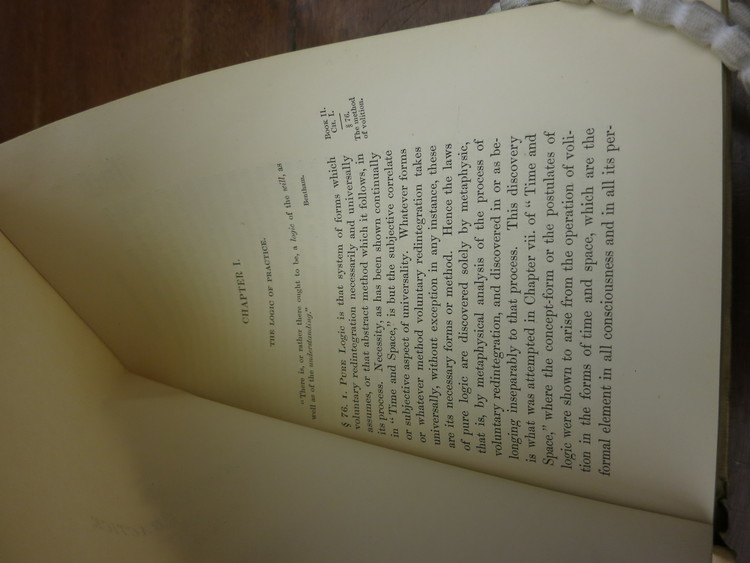 CHAPTER I.
THE LOGIC OF PRACTICE.
"There is, or rather there ought to be, a logic of the will, as
well as of the understanding."
Bentham.
Book II.
Ch. I.
§ 76.
The method
of volition.
§ 76. 1. Pure Logic is that system of forms which
voluntary redintegration necessarily and universally
assumes, or that abstract method which it follows, in
its process. Necessity, as has been shown continually
in "Time and Space," is but the subjective correlate
or subjective aspect of universality. Whatever forms
or whatever method voluntary redintegration takes
universally, without exception in any instance, these
are its necessary forms or method. Hence the laws
of pure logic are discovered solely by metaphysic,
that is, by metaphysical analysis of the process of
voluntary redintegration, and discovered in or as be-
longing inseparably to that process. This discovery
is what was attempted in Chapter vii. of "Time and
Space," where the concept-form or the postulates of
logic were shown to arise from the operation of voli-
tion in the forms of time and space, which are the
formal element in all consciousness and in all its per-